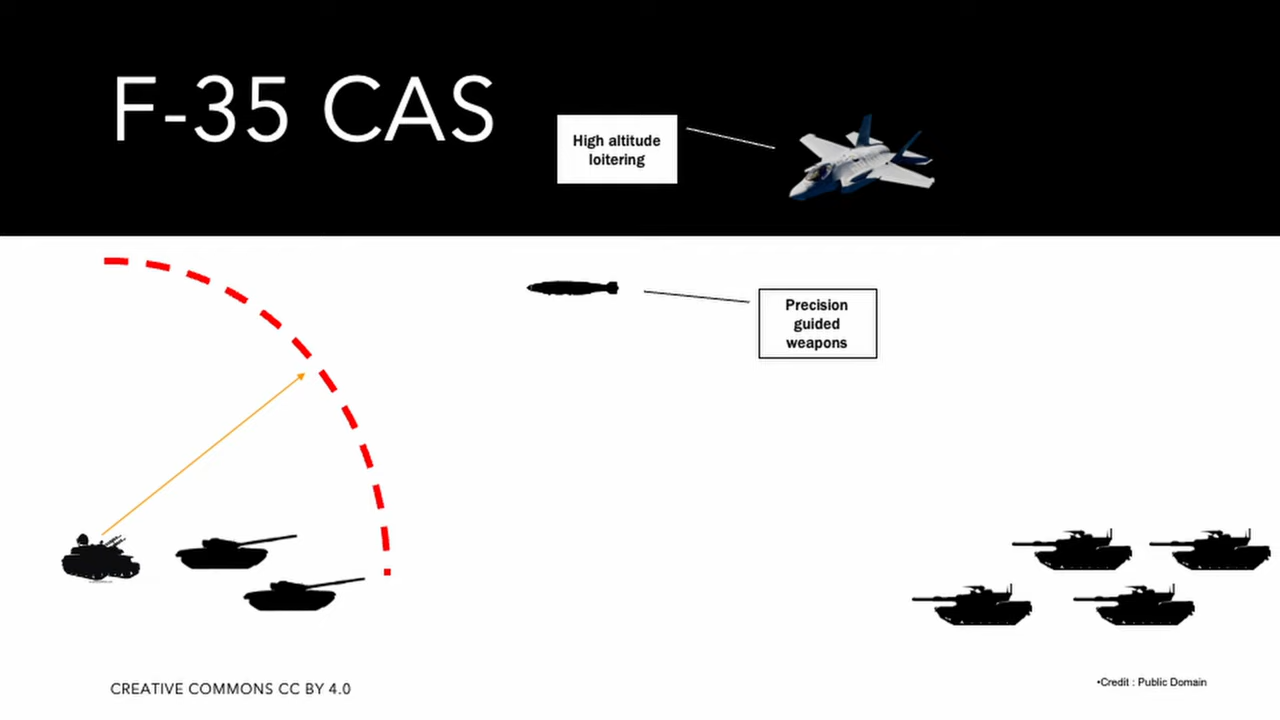 F-35 CAS
High altitude
loitering
Precision
guided
weapons
CREATIVE COMMONS CC BY 4.0
•Credit : Public Domain